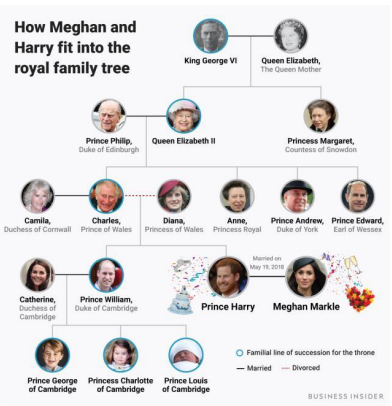 How Meghan and
Harry fit into the
royal family tree
King George VI
Queen Elizabeth,
The Queen Mother
Prince Philip,
Duke of Edinburgh
Queen Elizabeth II
Princess Margaret,
Countess of Snowdon
Camila,
Duchess of Cornwall
Charles,
Prince of Wales
Diana,
Princess of Wales
Anne,
Princess Royal
Prince Andrew,
Duke of York
Prince Edward,
Earl of Wessex
Catherine,
Duchess of
Cambridge
Prince William,
Duke of Cambridge
Married on
May 19, 2018
Prince Harry
Meghan Markle
Prince George
of Cambridge
Princess Charlotte
of Cambridge
Prince Louis
of Cambridge
Familial line of succession for the throne
Married
Divorced
BUSINESS INSIDER